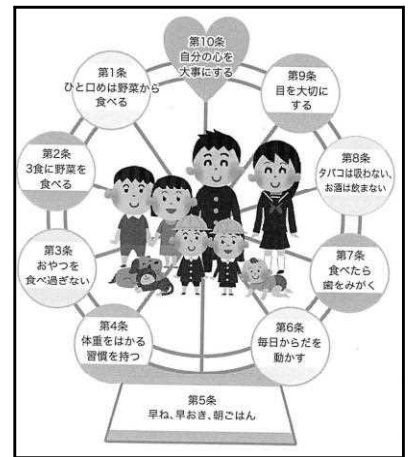 第1条
ひと口めは野菜から
食べる
第2条
3食に野菜を
食べる
第3条
おやつを
食べ過ぎない
第4条
体重をはかる
習慣を持つ
第5条
早ね、早おき、朝ごはん
第6条
毎日からだを
動かす
第7条
食べたら
歯をみがく
第8条
タバコは吸わない、
お酒は飲まない
第9条
目を大切に
する
第10条
自分の心を
大事にする